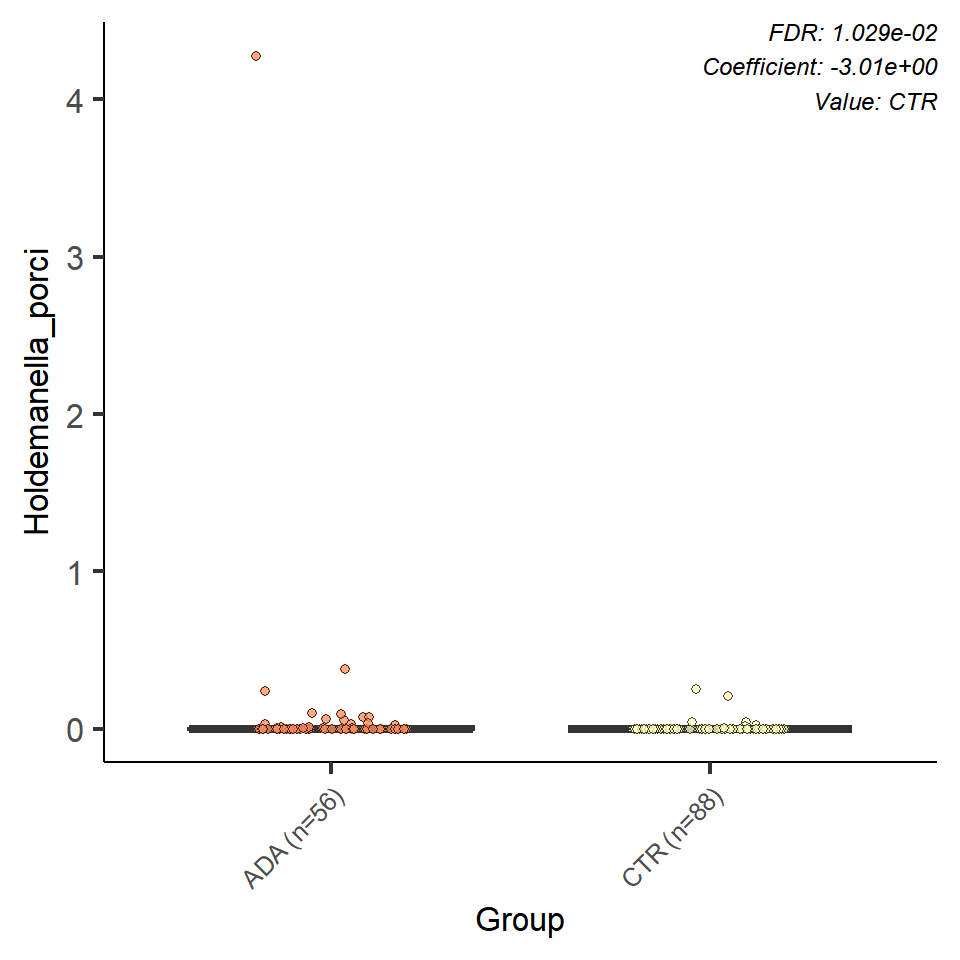 FDR: 1.029e-02
Coefficient: -3.01e+00
Value: CTR
Holdemanella_porci
4
3
2
1
0
ADA (n=56)
CTR (n=88)
Group